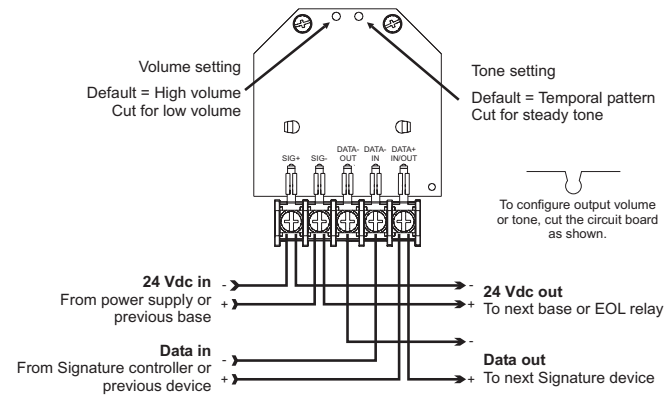 Volume setting
Default = High volume
Cut for low volume
Tone setting
Default = Temporal pattern
Cut for steady tone
SIG+
SIG-
DATA-
OUT
DATA-
IN
DATA+
IN/OUT
To configure output volume
or tone, cut the circuit board
as shown.
24 Vdc in
From power supply or
previous base
-
+
-
+
24 Vdc out
To next base or EOL relay
Data in
From Signature controller or
previous device
-
+
-
+
Data out
To next Signature device